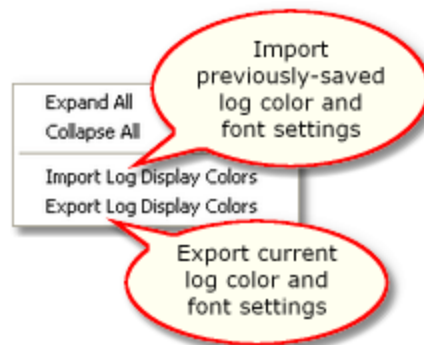 Import
previously-saved
log color and
font settings
Expand All
Collapse All
Import Log Display Colors
Export Log Display Colors
Export current
log color and
font settings